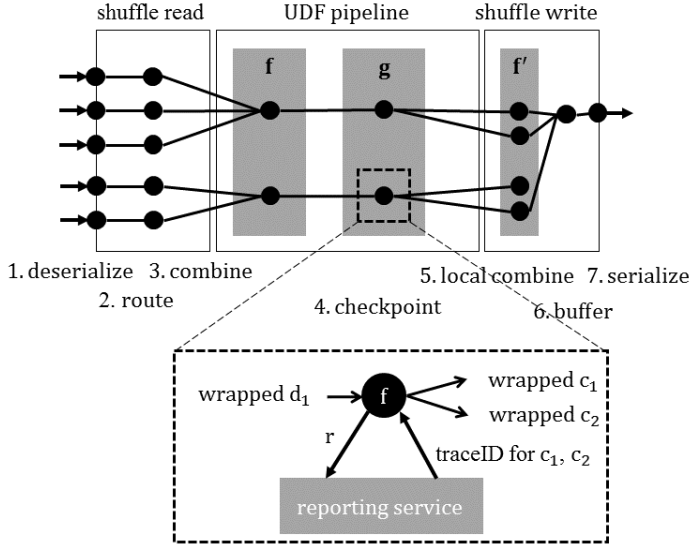 shuffle read UDF pipeline shuffle write
f g f′
1. deserialize 3. combine 5. local combine 7. serialize
2. route 4. checkpoint 6. buffer
wrapped d₁ f wrapped c₁
wrapped c₂
r traceID for c₁, c₂
reporting service